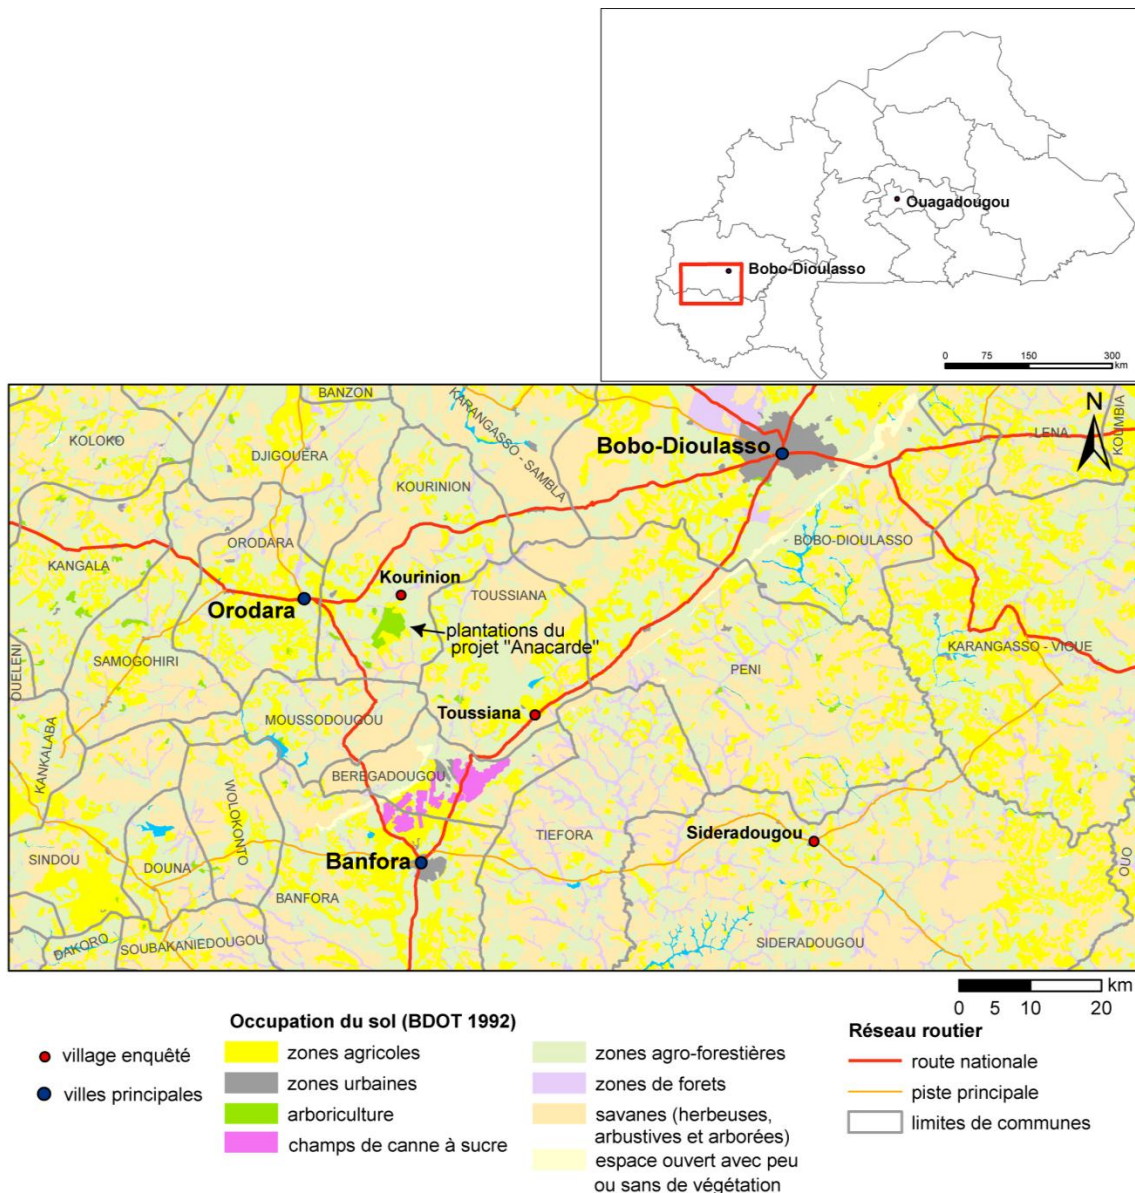 Ouagadougou
Bobo-Dioulasso
0 75 150 300
km
BANZON
KARANGASSO - SAMBLA
KOLOKO
DJIGOUERA
KOURINION
Bobo-Dioulasso
N
LENA
KOUMBIA
ORODARA
KANGALA
BOBO-DIOULASSO
Kourinion
TOUSSIANA
Orodara
plantations du
projet "Anacarde"
OUELENI
SAMOGOHIRI
PENI
KARANGASSO - VIGUE
KANKALABA
MOUSSODOUGOU
Toussiana
BEREGADOUGOU
WOLOKONTO
TIEFORA
Sideradougou
SINDOU
DOUNA
Banfora
BANFORA
OUO
DAKORO
SOUBAKANIEDOUGOU
SIDERADOUGOU
km
0 5 10 20
Occupation du sol (BDOT 1992)
Réseau routier
village enquêté
villes principales
zones agricoles
zones urbaines
arboriculture
champs de canne à sucre
zones agro-forestières
zones de forets
savanes (herbeuses,
arbustives et arborées)
espace ouvert avec peu
ou sans de végétation
route nationale
piste principale
limites de communes